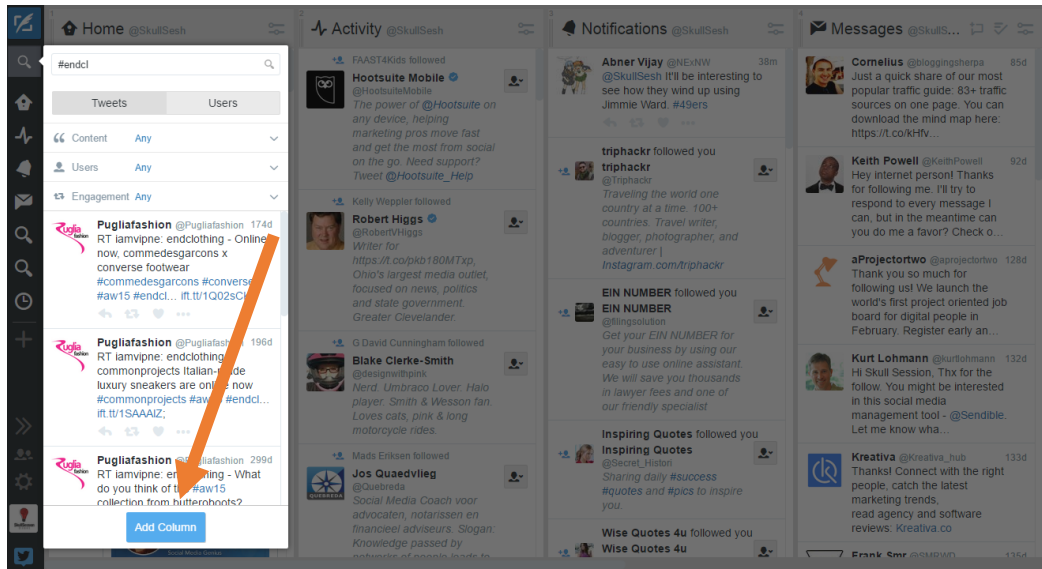 1
Home @SkullSesh
#endcl
Tweets
Users
Content Any
Users Any
Engagement Any
Pugliafashion @Pugliafashion 174d
RT iamvipne: endclothing - Online
now, commedesgarcons x
converse footwear
#commedesgarcons #converse
#aw15 #endcl… ift.tt/1Q02sC
Pugliafashion @Pugliafashion 196d
RT iamvipne: endclothing
commonprojects Italian-made
luxury sneakers are online now
#commonprojects #aw15 #endcl…
ift.tt/1SAAAlZ;
Pugliafashion @Pugliafashion 299d
RT iamvipne: endclothing - What
do you think of the #aw15
collection from butteroboots?
Add Column
2
Activity @SkullSesh
FAAST4Kids followed
Hootsuite Mobile
@HootsuiteMobile
The power of @Hootsuite on
any device, helping
marketing pros move fast
and get the most from social
on the go. Need support?
Tweet @Hootsuite_Help
Kelly Weppler followed
Robert Higgs
@RobertVHiggs
Writer for
https://t.co/pkb180MTxp,
Ohio's largest media outlet,
focused on news, politics
and state government.
Greater Clevelander.
G David Cunningham followed
Blake Clerke-Smith
@designwithpink
Nerd. Umbraco Lover. Halo
player. Smith & Wesson fan.
Loves cats, pink & long
motorcycle rides.
Mads Eriksen followed
Jos Quaedvlieg
@Quebreda
Social Media Coach voor
advocaten, notarissen en
financieel adviseurs. Slogan:
Knowledge passed by
networks of people leads to
3
Notifications @SkullSesh
Abner Vijay @NExNW 38m
@SkullSesh It'll be interesting to
see how they wind up using
Jimmie Ward. #49ers
triphackr followed you
triphackr
@Triphackr
Traveling the world one
country at a time. 100+
countries. Travel writer,
blogger, photographer, and
adventurer |
Instagram.com/triphackr
EIN NUMBER followed you
EIN NUMBER
@filingsolution
Get your EIN NUMBER for
your business by using our
easy to use online assistant.
We will save you thousands
in lawyer fees and one of
our friendly specialist
Inspiring Quotes followed you
Inspiring Quotes
@Secret_Histori
Sharing daily #success
#quotes and #pics to inspire
you.
Wise Quotes 4u followed you
Wise Quotes 4u
4
Messages @SkullS...
Cornelius @bloggingsherpa 85d
Just a quick share of our most
popular traffic guide: 83+ traffic
sources on one page. You can
download the mind map here:
https://t.co/kHfv…
Keith Powell @KeithPowell 92d
Hey internet person! Thanks
for following me. I'll try to
respond to every message I
can, but in the meantime can
you do me a favor? Check o…
aProjectortwo @aprojectortwo 128d
Thank you so much for
following us! We launch the
world's first project oriented job
board for digital people in
February. Register early an…
Kurt Lohmann @kurtlohmann 132d
Hi Skull Session, Thx for the
follow. You might be interested
in this social media
management tool - @Sendible.
Let me know wha…
Kreativa @Kreativa_hub 133d
Thanks! Connect with the right
people, catch the latest
marketing trends,
read agency and software
reviews: Kreativa.co
Frank Smr @SMRWD 135d